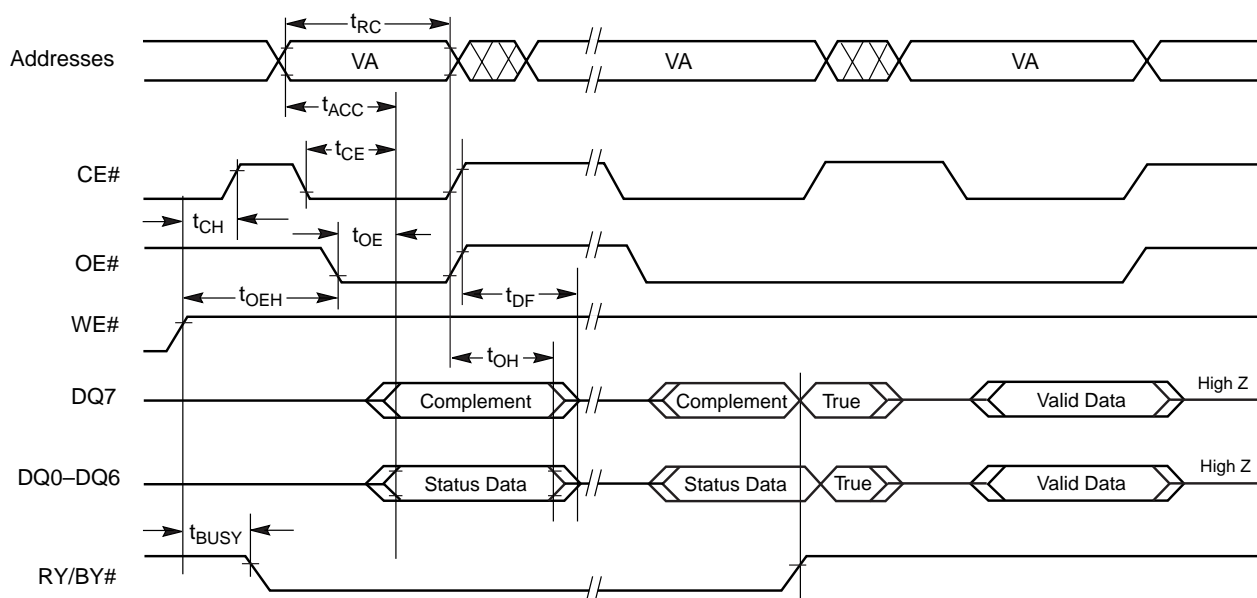 tRC
Addresses VA VA VA
tACC
tCE
CE#
tCH tOE
OE#
tOEH tDF
WE#
tOH
DQ7 Complement Complement True Valid Data High Z
DQ0–DQ6 Status Data Status Data True Valid Data High Z
tBUSY
RY/BY#